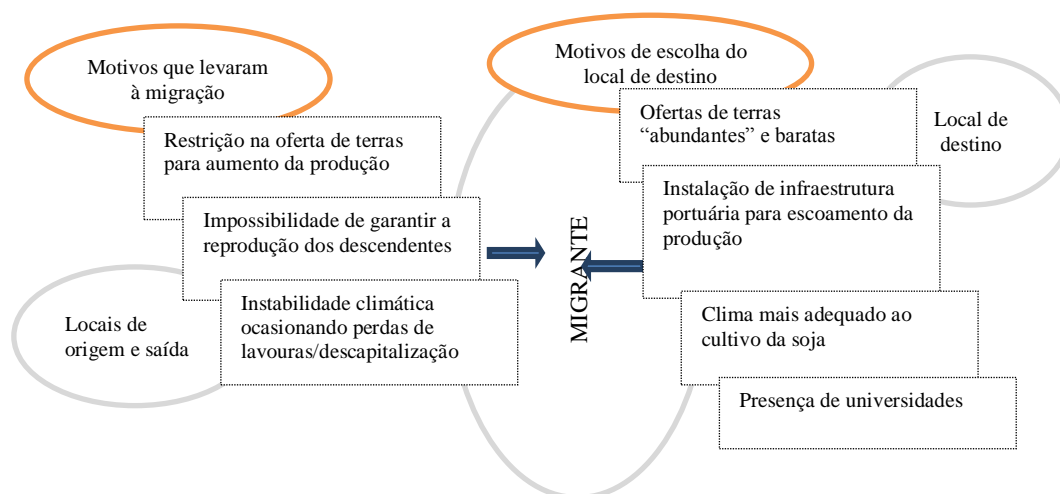 Motivos que levaram
à migração
Restrição na oferta de terras
para aumento da produção
Impossibilidade de garantir a
reprodução dos descendentes
Instabilidade climática
ocasionando perdas de
lavouras/descapitalização
Locais de
origem e saída
MIGRANTE
Motivos de escolha do
local de destino
Ofertas de terras
“abundantes” e baratas
Local de
destino
Instalação de infraestrutura
portuária para escoamento da
produção
Clima mais adequado ao
cultivo da soja
Presença de universidades